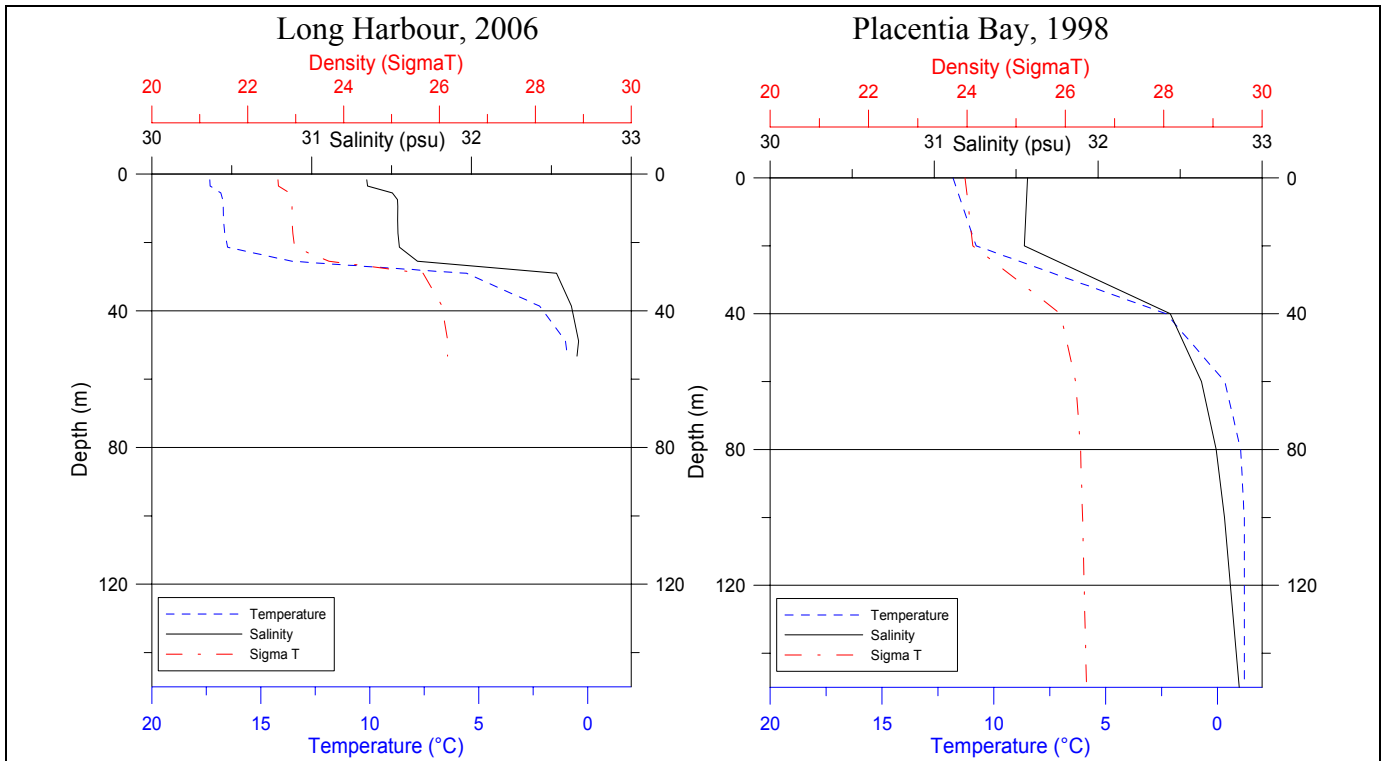 Long Harbour, 2006
Density (SigmaT)
20 22 24 26 28 30
30 31 Salinity (psu) 32 33
0 0
40 40
80 80
120 120
Depth (m)
Temperature
Salinity
Sigma T
20 15 10 5 0
Temperature (°C)
Placentia Bay, 1998
Density (SigmaT)
20 22 24 26 28 30
30 31 Salinity (psu) 32 33
0 0
40 40
80 80
120 120
Depth (m)
Temperature
Salinity
Sigma T
20 15 10 5 0
Temperature (°C)